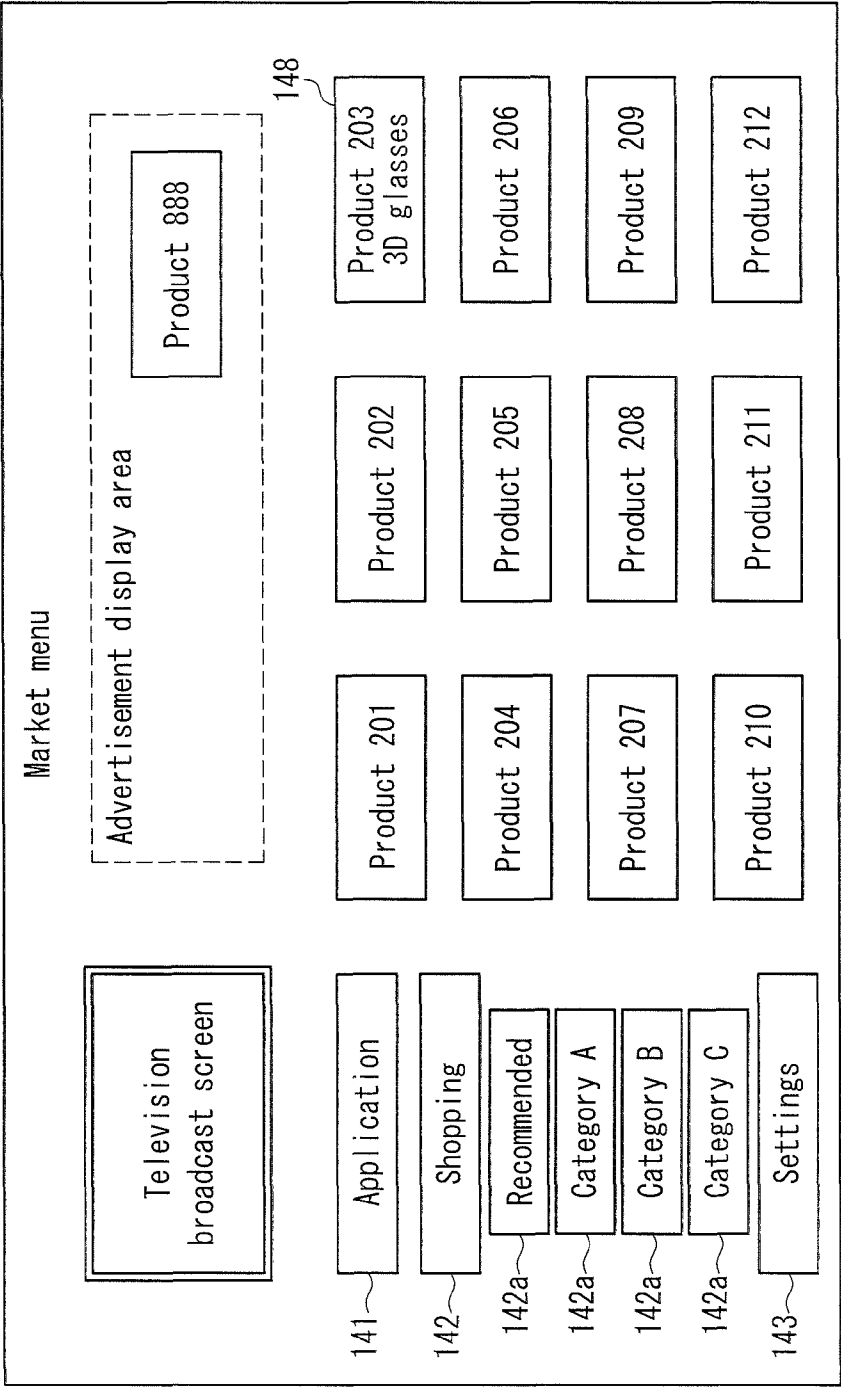 Market menu
Television
broadcast screen
Advertisement display area
Product 888
148
141
Application
142
Shopping
142a
Recommended
142a
Category A
142a
Category B
142a
Category C
143
Settings
Product 201
Product 202
Product 203
3D glasses
Product 204
Product 205
Product 206
Product 207
Product 208
Product 209
Product 210
Product 211
Product 212